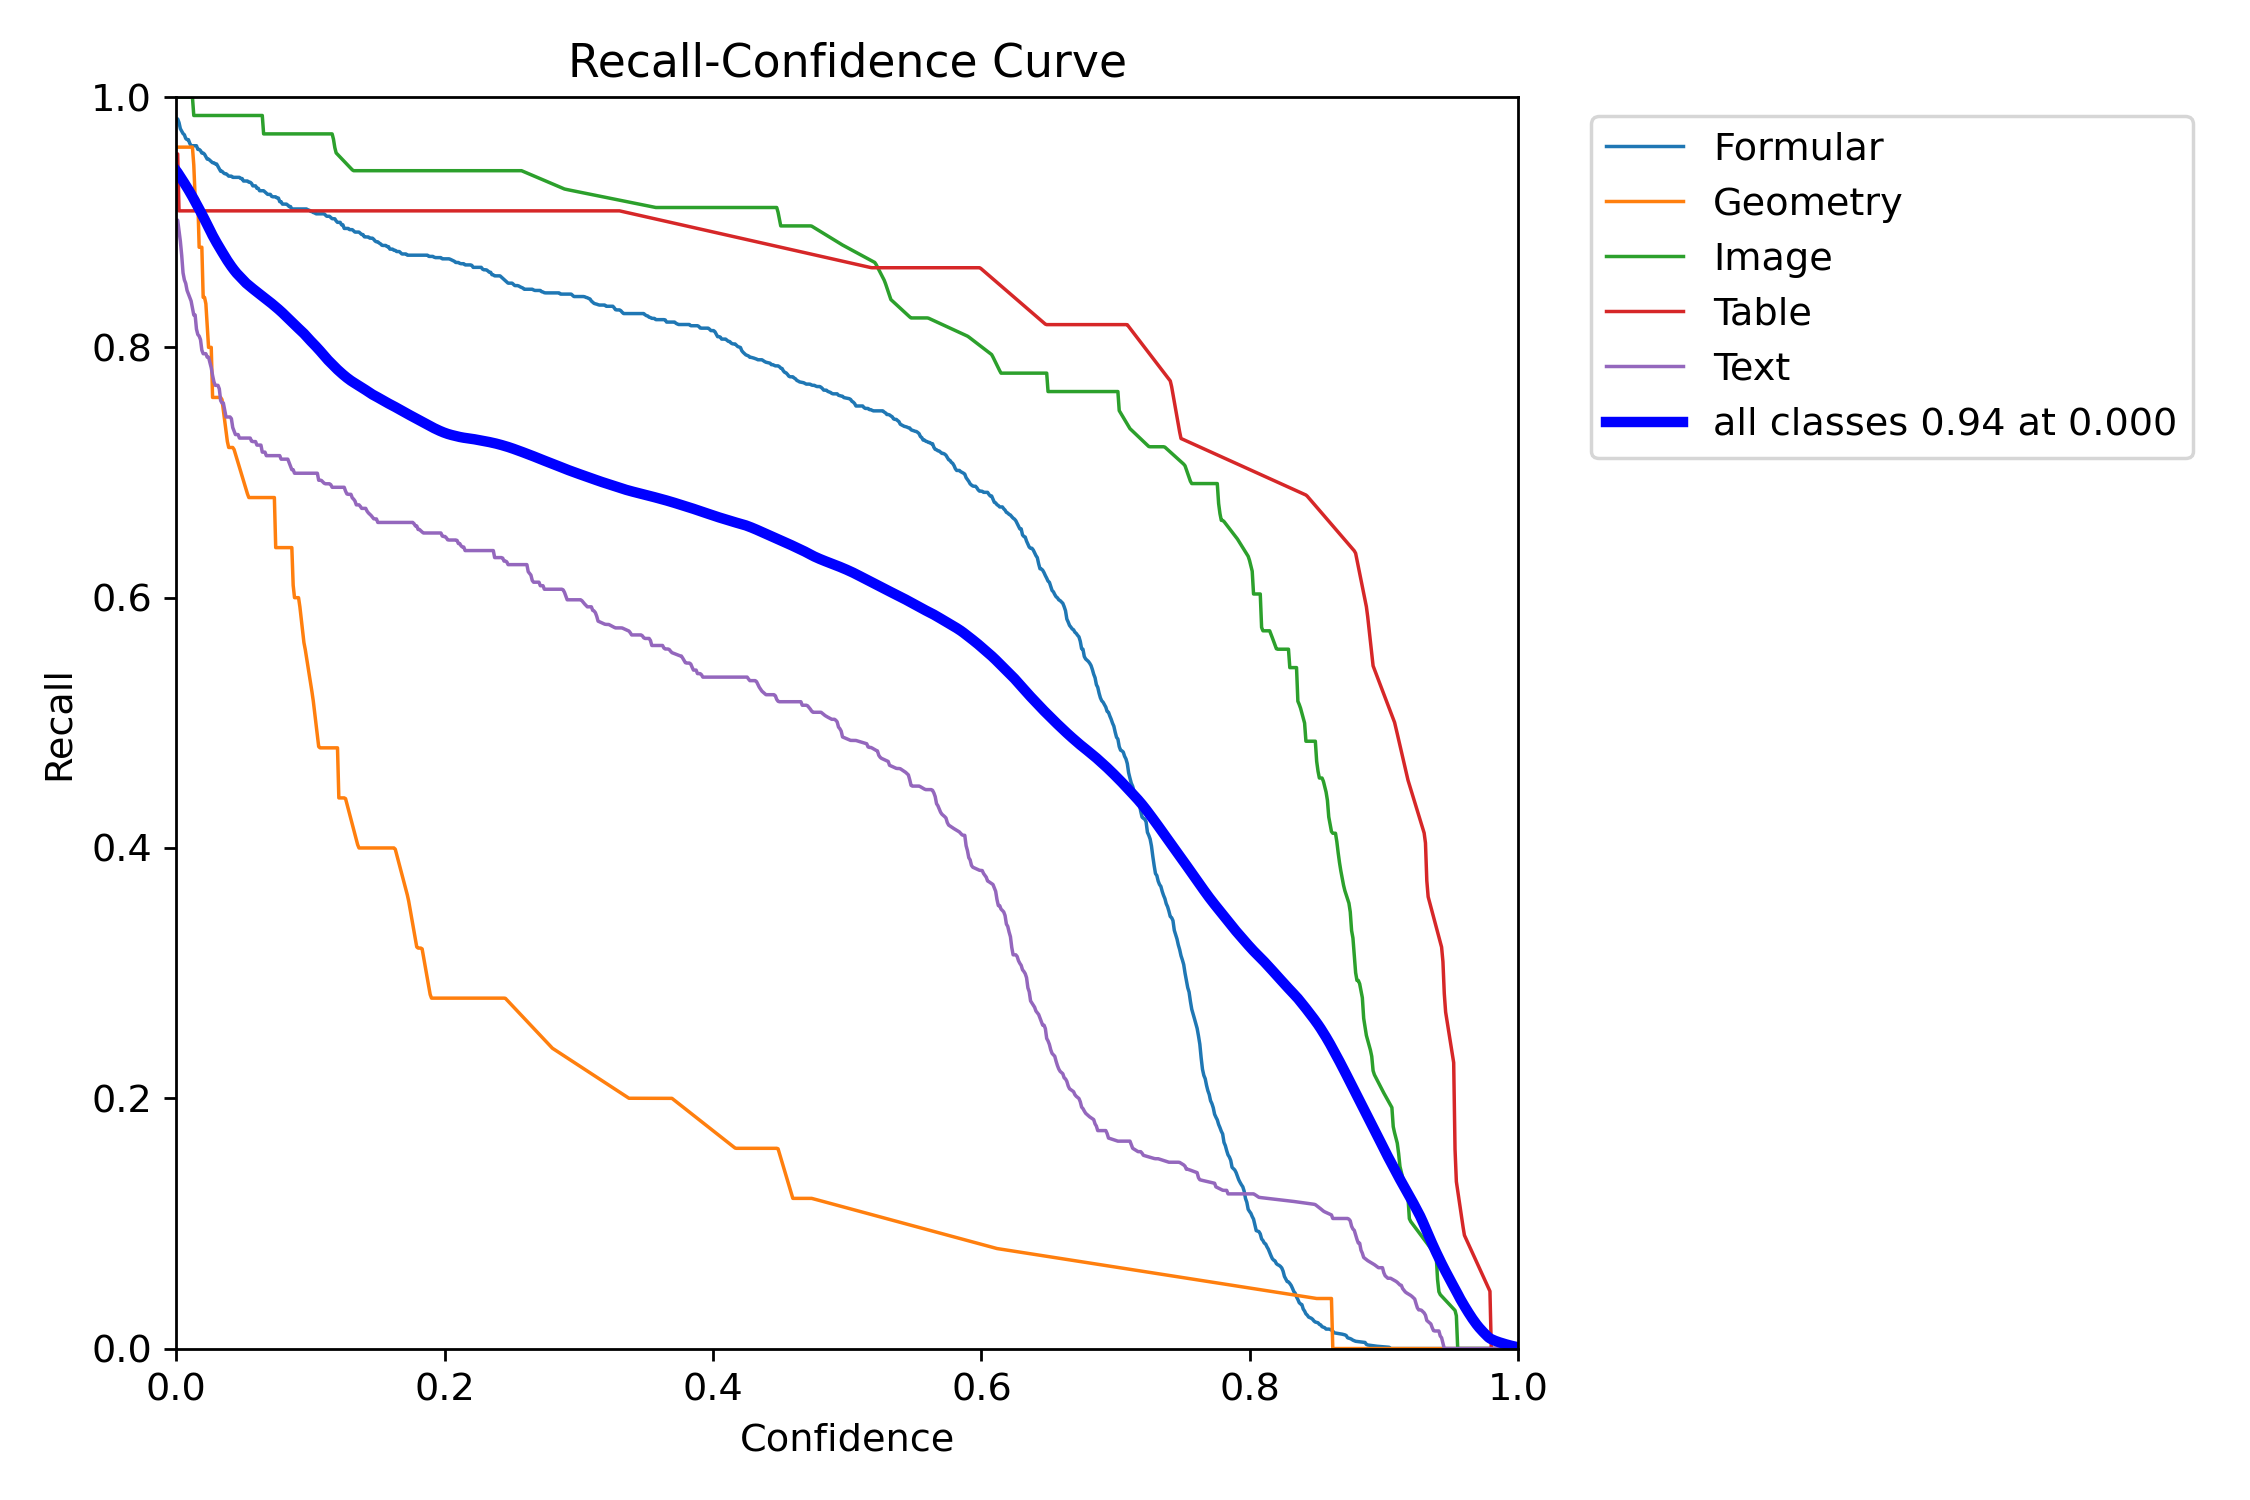 Recall-Confidence Curve
1.0
0.8
0.6
0.4
0.2
0.0
Recall
0.0 0.2 0.4 0.6 0.8 1.0
Confidence
Formular
Geometry
Image
Table
Text
all classes 0.94 at 0.000